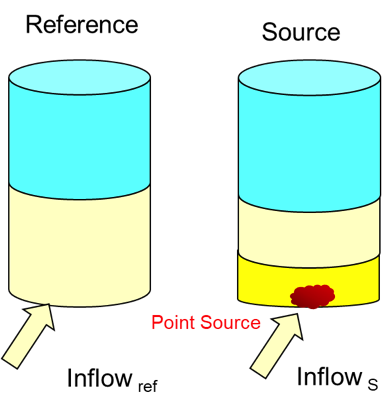 Reference
Source
Point Source
Inflow ref
Inflow S